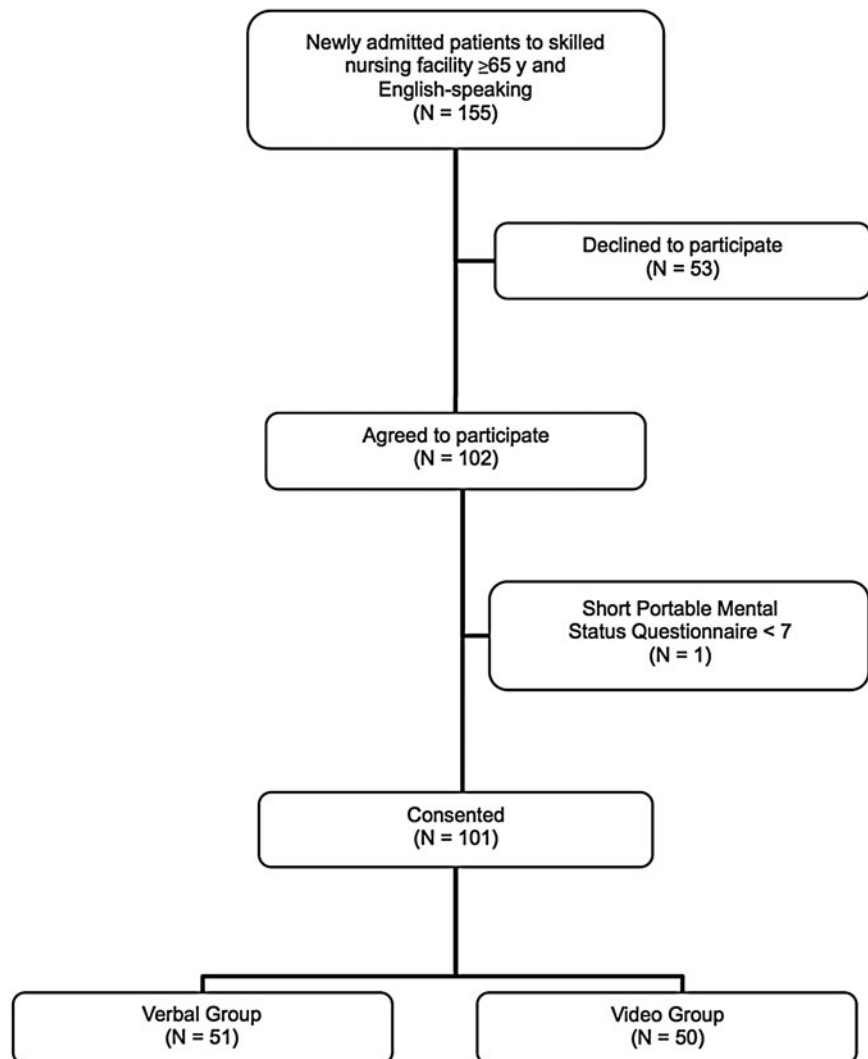 Newly admitted patients to skilled
nursing facility ≥65 y and
English-speaking
(N = 155)
Declined to participate
(N = 53)
Agreed to participate
(N = 102)
Short Portable Mental
Status Questionnaire < 7
(N = 1)
Consented
(N = 101)
Verbal Group
(N = 51)
Video Group
(N = 50)